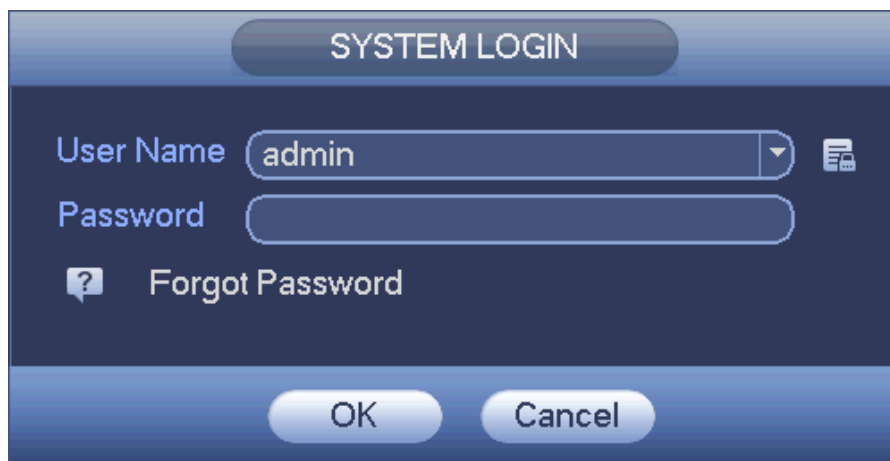 SYSTEM LOGIN
User Name admin
Password
? Forgot Password
OK Cancel